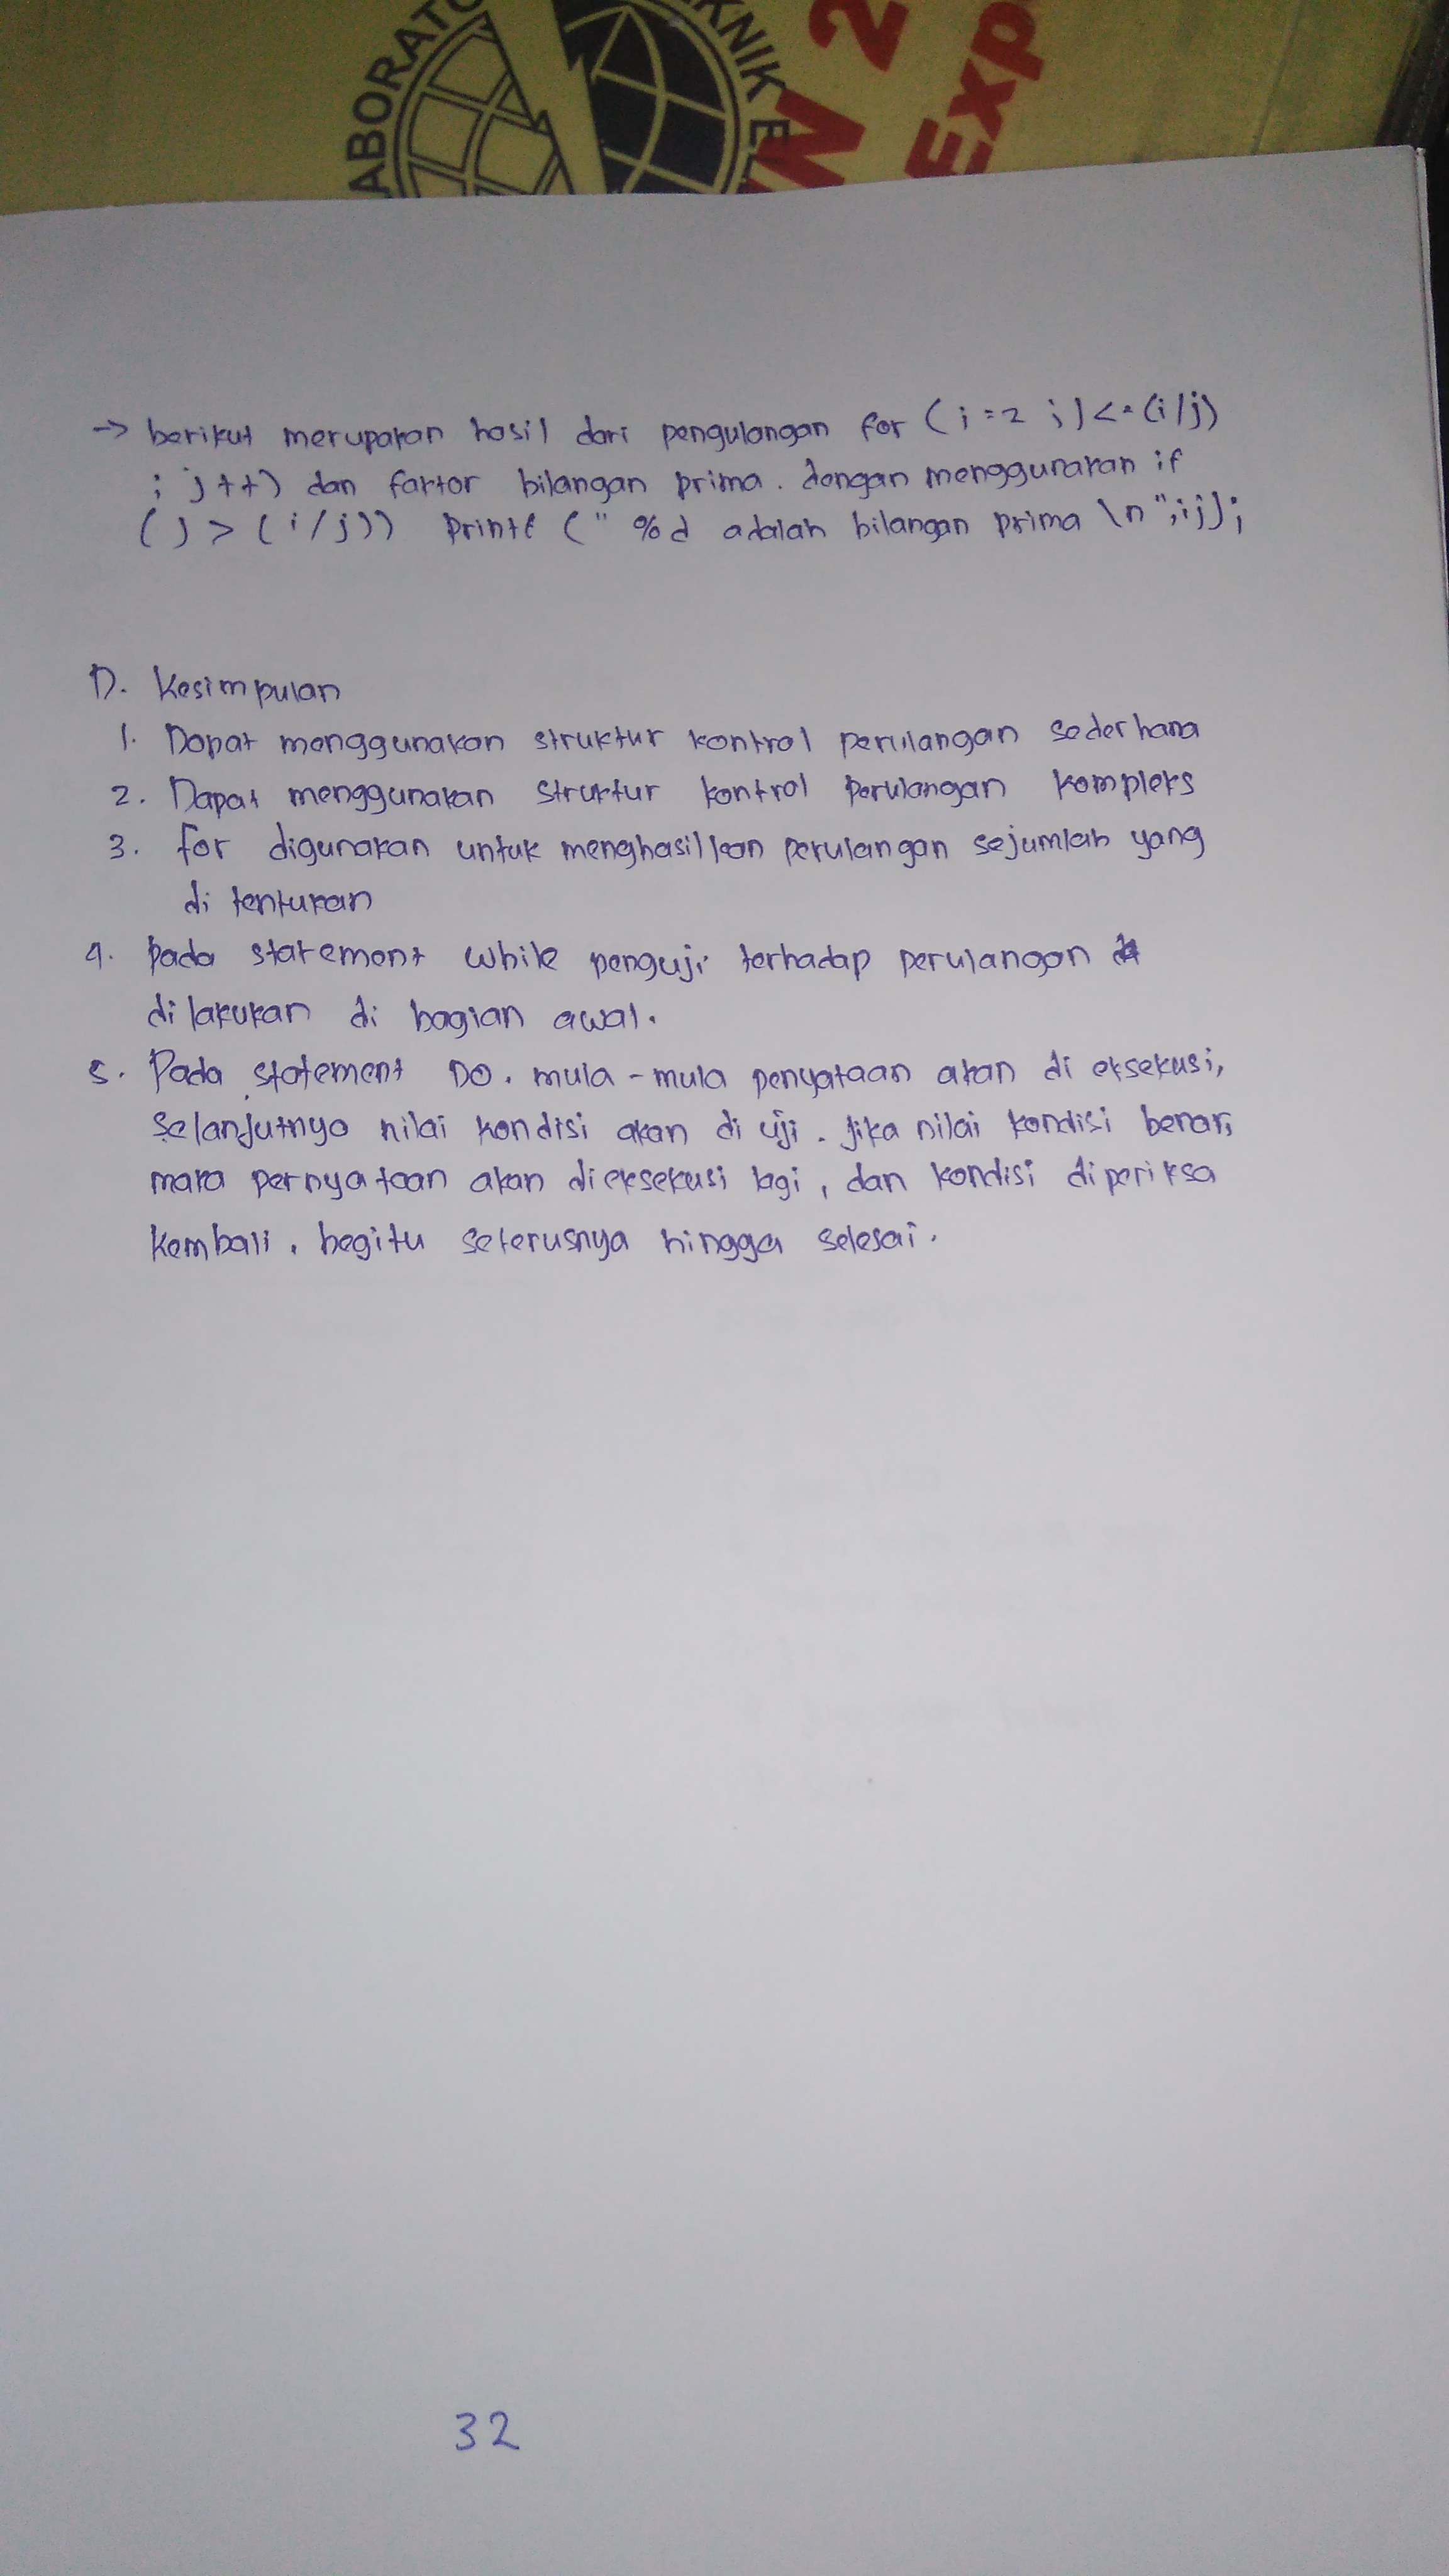 ABORATO
KNIK E
N 2
Exp
→ berikut merupakan hasil dari pengulangan for (j = 2 ; j <= (i/j)
; j++) dan faktor bilangan prima. dengan menggunakan if
(j > (i/j)) printf (" %d adalah bilangan prima \n ", i j);
D. Kesimpulan
1. Dapat menggunakan struktur kontrol perulangan sederhana
2. Dapat menggunakan struktur kontrol perulangan kompleks
3. for digunakan untuk menghasilkan perulangan sejumlah yang
di tentukan
4. pada statement while penguji terhadap perulangan
di lakukan di bagian awal.
5. Pada statement DO. mula-mula penyataan akan di eksekusi,
selanjutnya nilai kondisi akan di uji. jika nilai kondisi benar,
maka pernyataan akan dieksekusi lagi, dan kondisi diperiksa
kembali. begitu seterusnya hingga selesai.
32